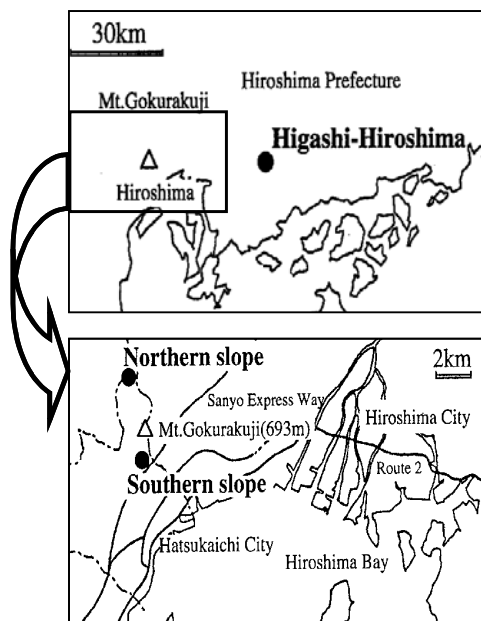 30km
Hiroshima Prefecture
Mt.Gokurakuji
Higashi-Hiroshima
Hiroshima
Northern slope
2km
Sanyo Express Way
Hiroshima City
Mt.Gokurakuji(693m)
Route 2
Southern slope
Hatsukaichi City
Hiroshima Bay